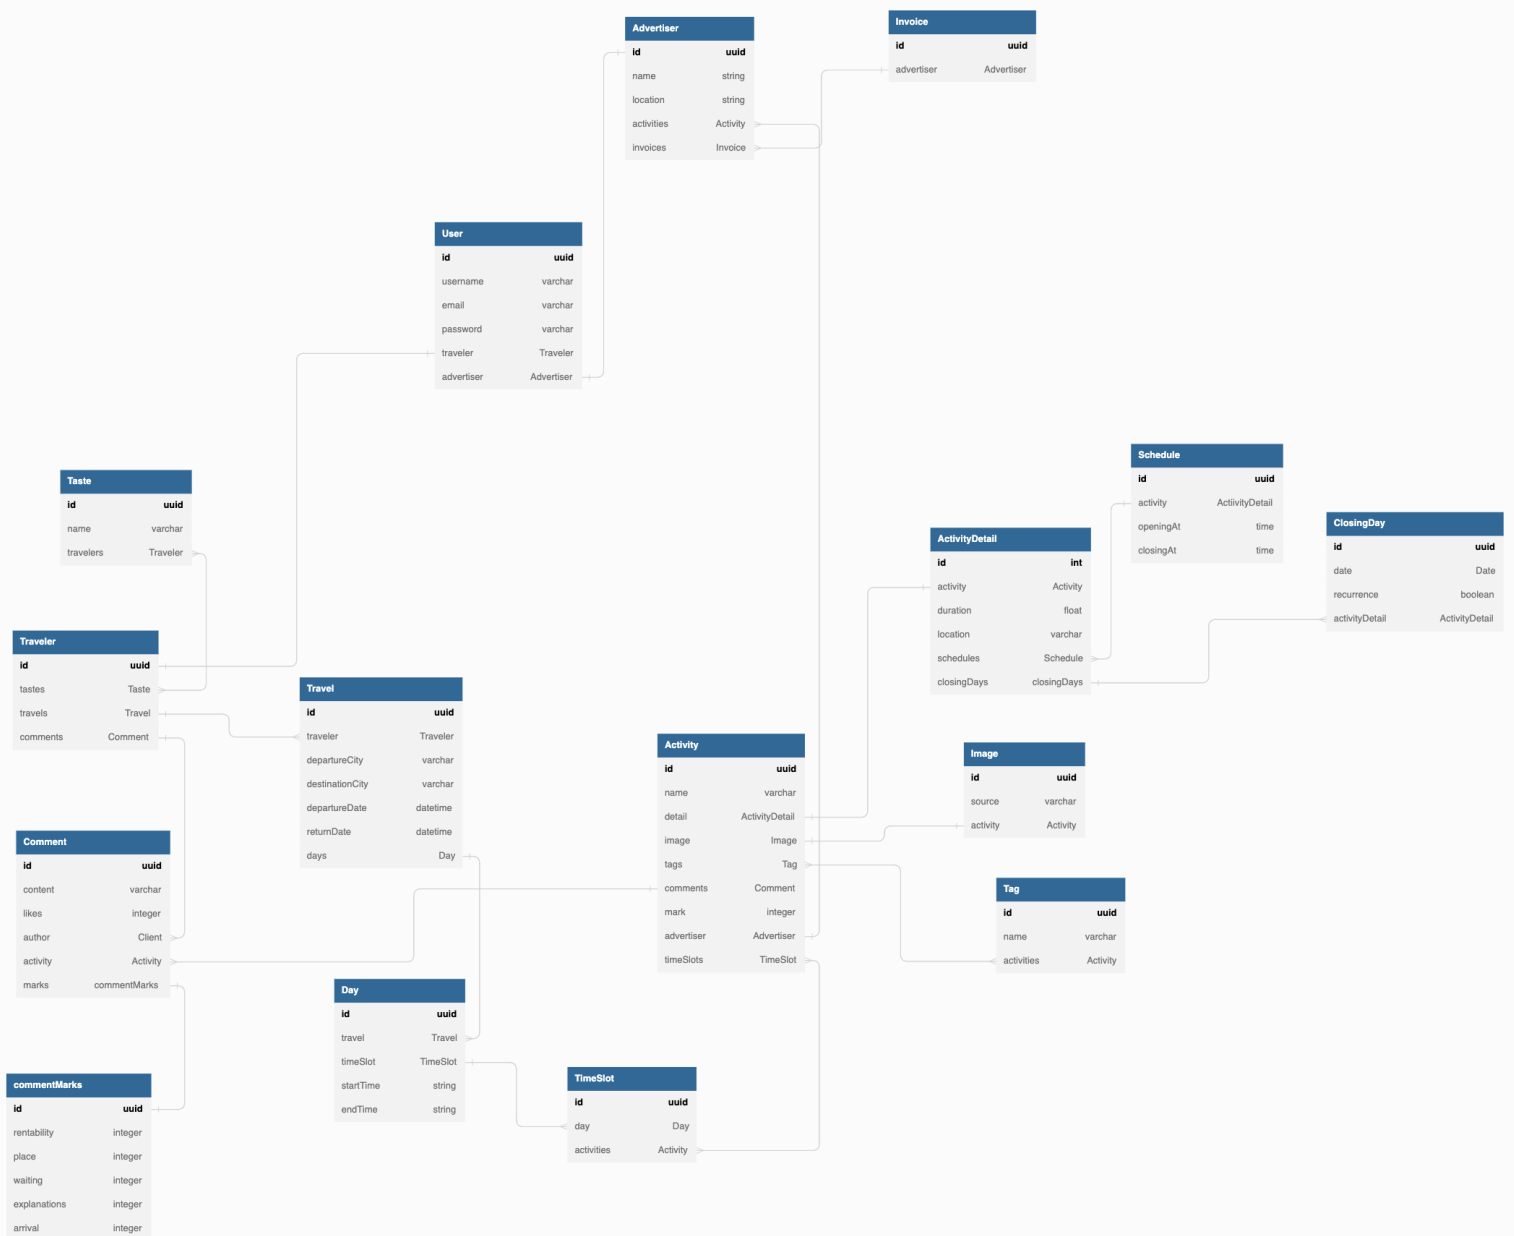 Advertiser
id uuid
name string
location string
activities Activity
invoices Invoice
Invoice
id uuid
advertiser Advertiser
User
id uuid
username varchar
email varchar
password varchar
traveler Traveler
advertiser Advertiser
Taste
id uuid
name varchar
travelers Traveler
Schedule
id uuid
activity ActiivityDetail
openingAt time
closingAt time
ClosingDay
id uuid
date Date
recurrence boolean
activityDetail ActivityDetail
ActivityDetail
id int
activity Activity
duration float
location varchar
schedules Schedule
closingDays closingDays
Traveler
id uuid
tastes Taste
travels Travel
comments Comment
Travel
id uuid
traveler Traveler
departureCity varchar
destinationCity varchar
departureDate datetime
returnDate datetime
days Day
Activity
id uuid
name varchar
detail ActivityDetail
image Image
tags Tag
comments Comment
mark integer
advertiser Advertiser
timeSlots TimeSlot
Image
id uuid
source varchar
activity Activity
Comment
id uuid
content varchar
likes integer
author Client
activity Activity
marks commentMarks
Tag
id uuid
name varchar
activities Activity
Day
id uuid
travel Travel
timeSlot TimeSlot
startTime string
endTime string
TimeSlot
id uuid
day Day
activities Activity
commentMarks
id uuid
rentability integer
place integer
waiting integer
explanations integer
arrival integer